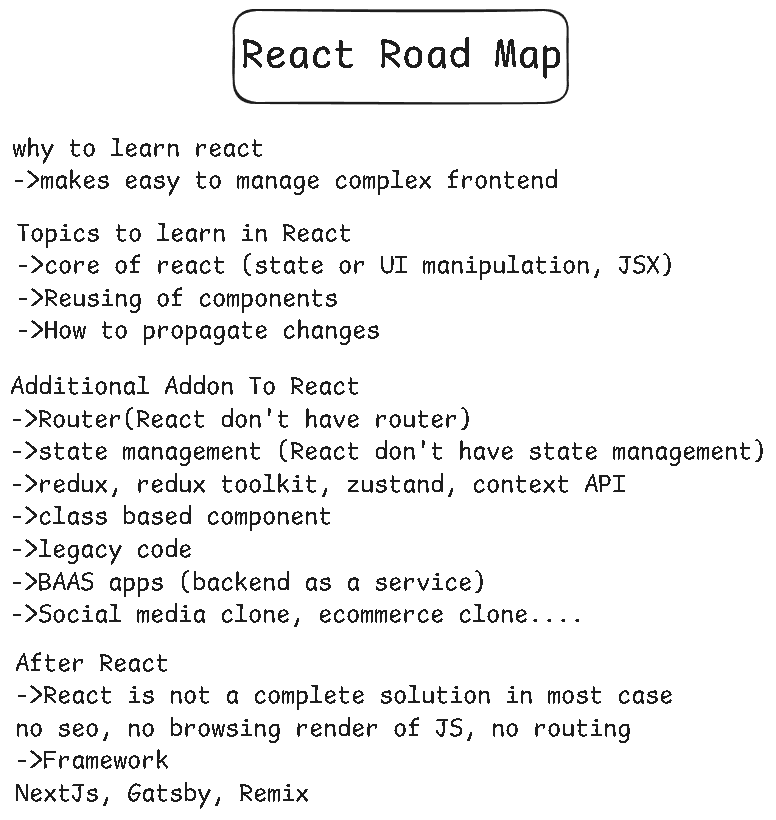 React Road Map
why to learn react
->makes easy to manage complex frontend
Topics to learn in React
->core of react (state or UI manipulation, JSX)
->Reusing of components
->How to propagate changes
Additional Addon To React
->Router(React don't have router)
->state management (React don't have state management)
->redux, redux toolkit, zustand, context API
->class based component
->legacy code
->BAAS apps (backend as a service)
->Social media clone, ecommerce clone....
After React
->React is not a complete solution in most case
no seo, no browsing render of JS, no routing
->Framework
NextJs, Gatsby, Remix